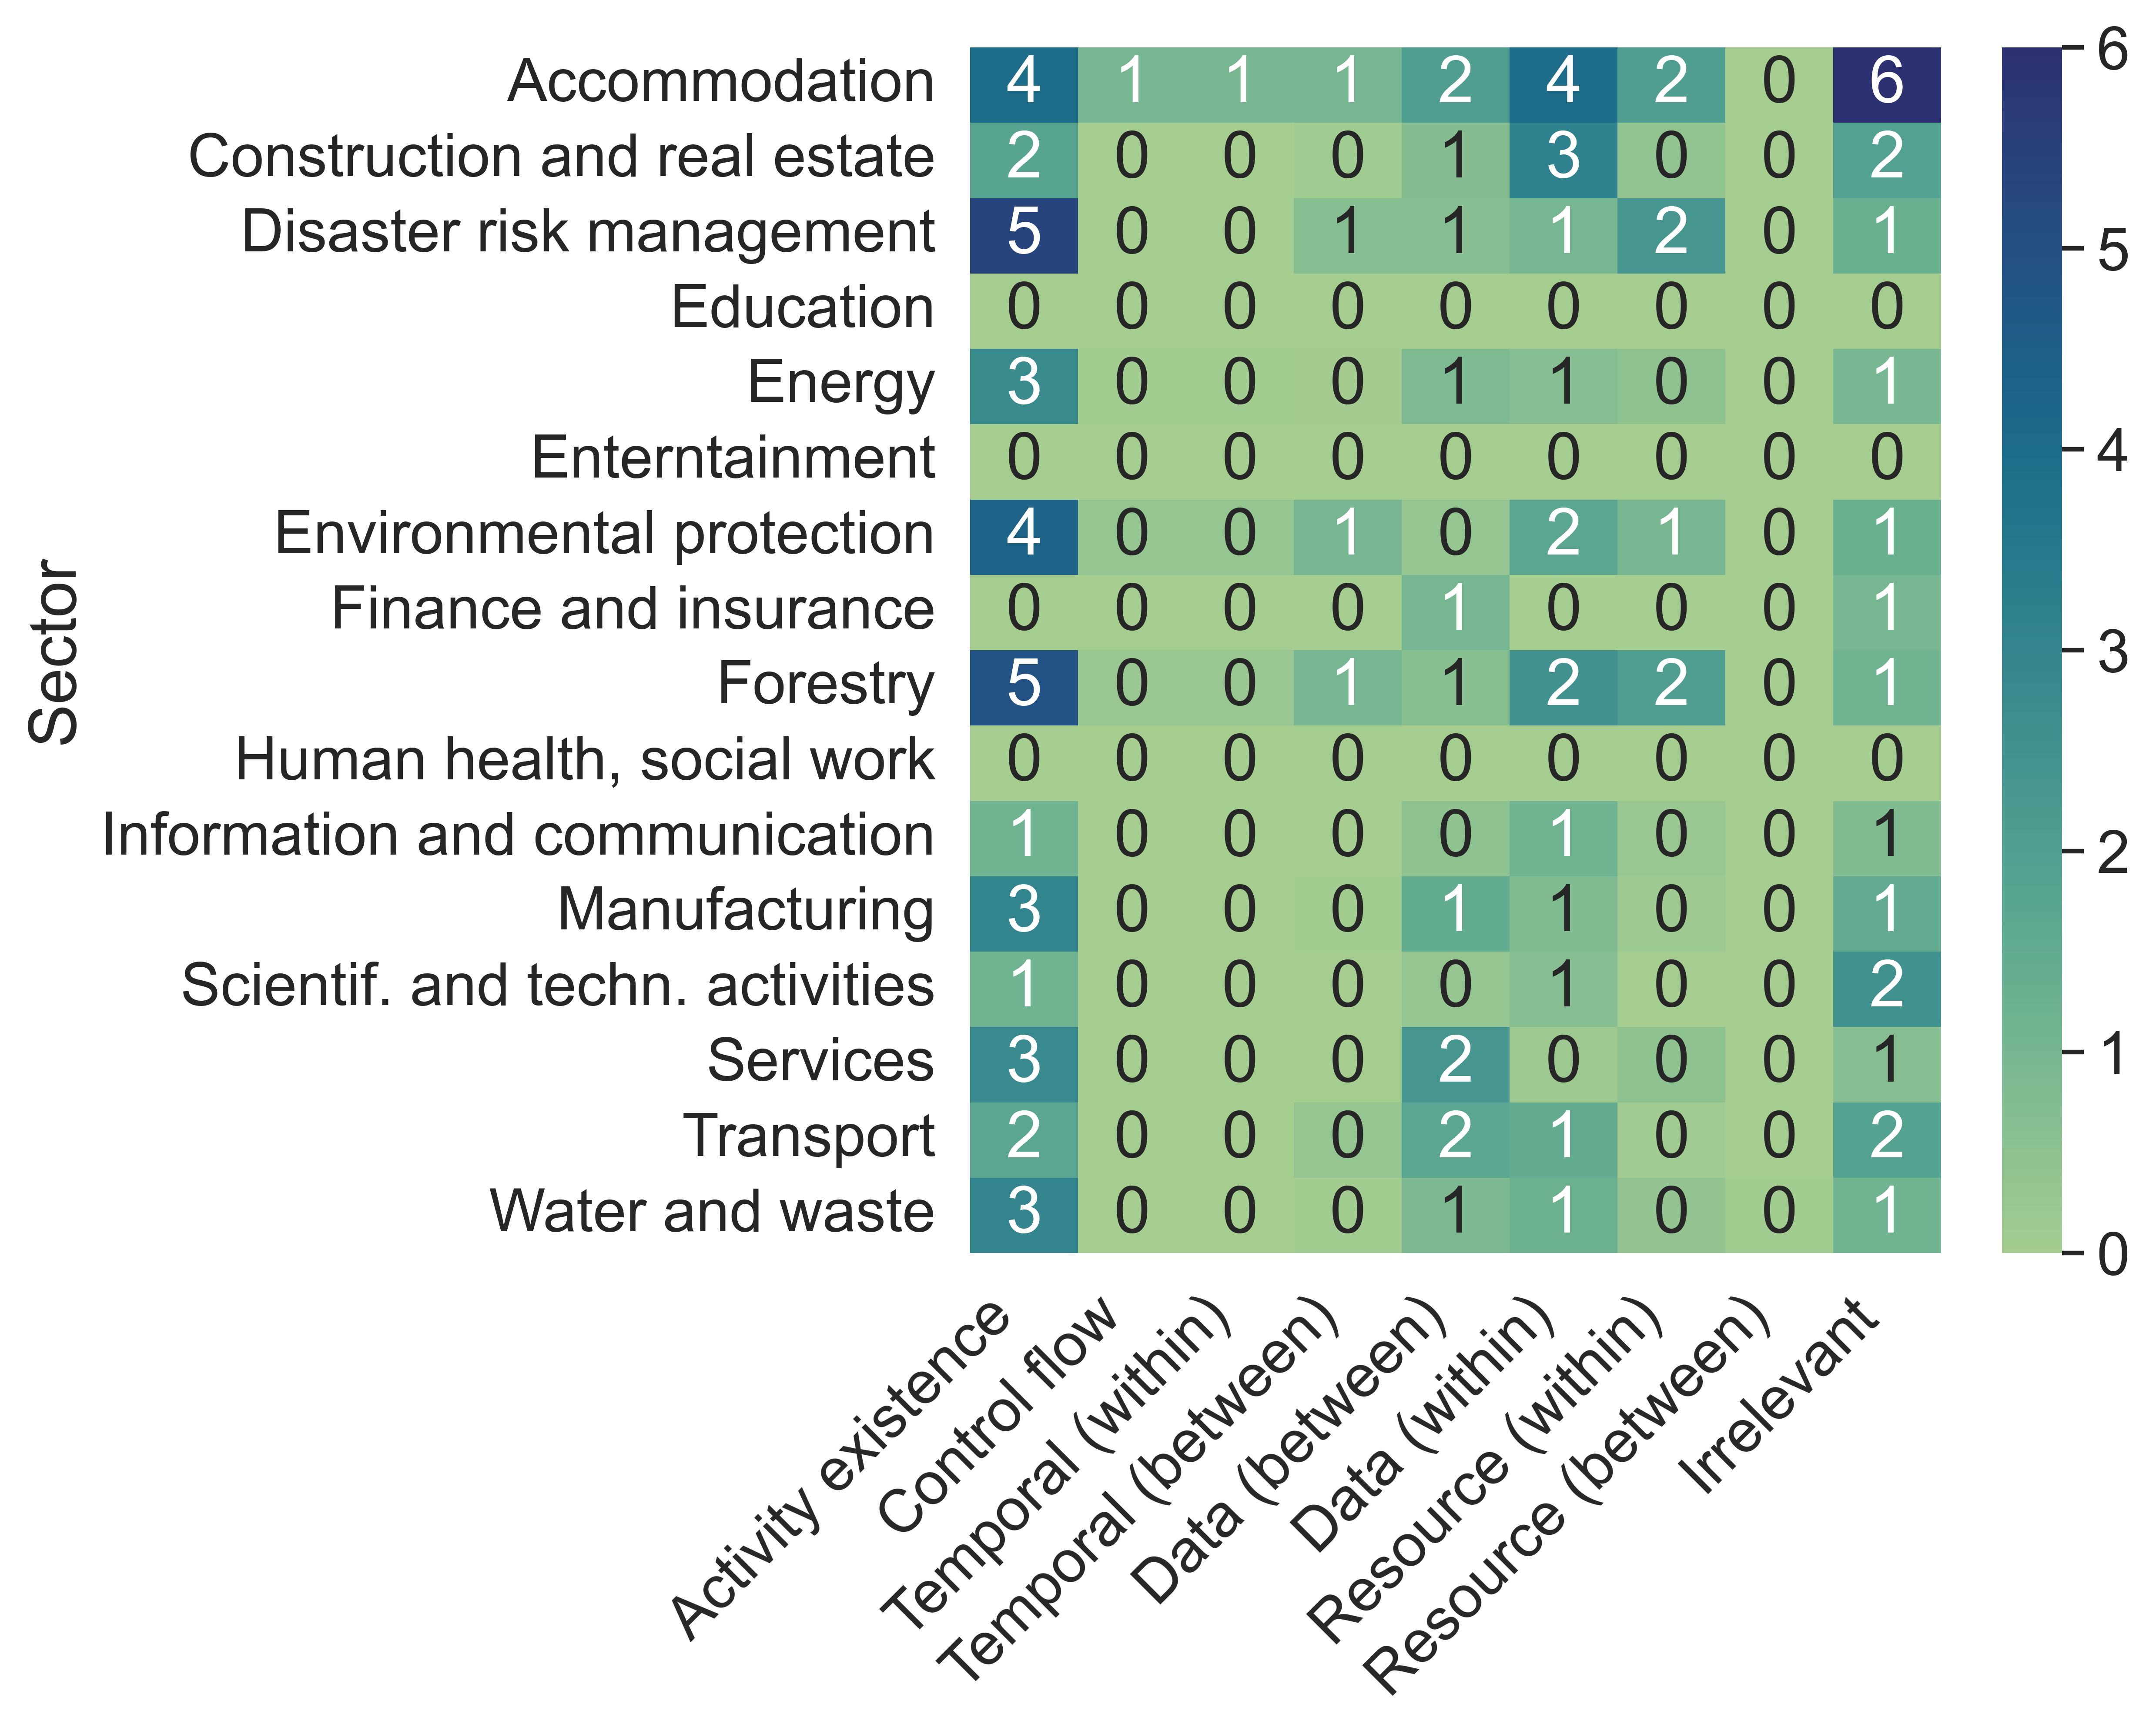 Sector
Accommodation 4 1 1 1 2 4 2 0 6
Construction and real estate 2 0 0 0 1 3 0 0 2
Disaster risk management 5 0 0 1 1 1 2 0 1
Education 0 0 0 0 0 0 0 0 0
Energy 3 0 0 0 1 1 0 0 1
Enterntainment 0 0 0 0 0 0 0 0 0
Environmental protection 4 0 0 1 0 2 1 0 1
Finance and insurance 0 0 0 0 1 0 0 0 1
Forestry 5 0 0 1 1 2 2 0 1
Human health, social work 0 0 0 0 0 0 0 0 0
Information and communication 1 0 0 0 0 1 0 0 1
Manufacturing 3 0 0 0 1 1 0 0 1
Scientif. and techn. activities 1 0 0 0 0 1 0 0 2
Services 3 0 0 0 2 0 0 0 1
Transport 2 0 0 0 2 1 0 0 2
Water and waste 3 0 0 0 1 1 0 0 1
Activity existence
Control flow
Temporal (within)
Temporal (between)
Data (between)
Data (within)
Resource (within)
Resource (between)
Irrelevant
6
5
4
3
2
1
0